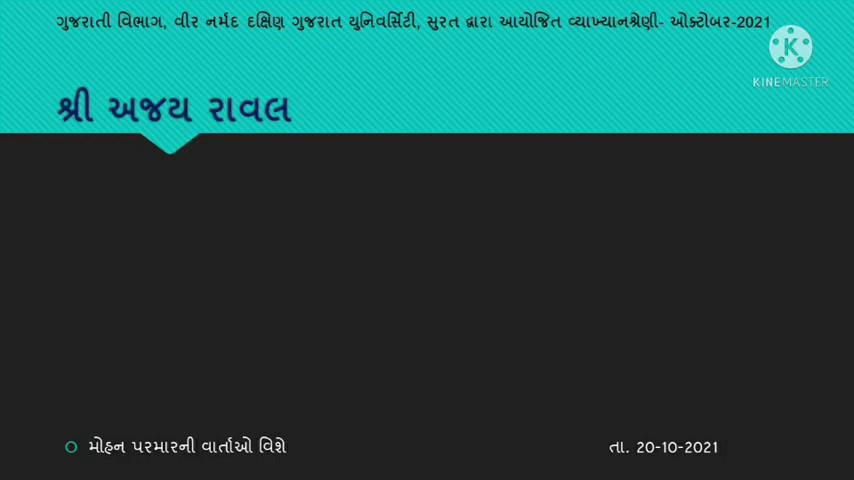 ગુજરાતી વિભાગ, વીર નર્મદ દક્ષિણ ગુજરાત યુનિવર્સિટી, સુરત દ્વારા આયોજિત વ્યાખ્યાનશ્રેણી- ઓક્ટોબર-2021
KINEMASTER
શ્રી અજય રાવલ
મોહન પરમારની વાર્તાઓ વિશે
તા. 20-10-2021